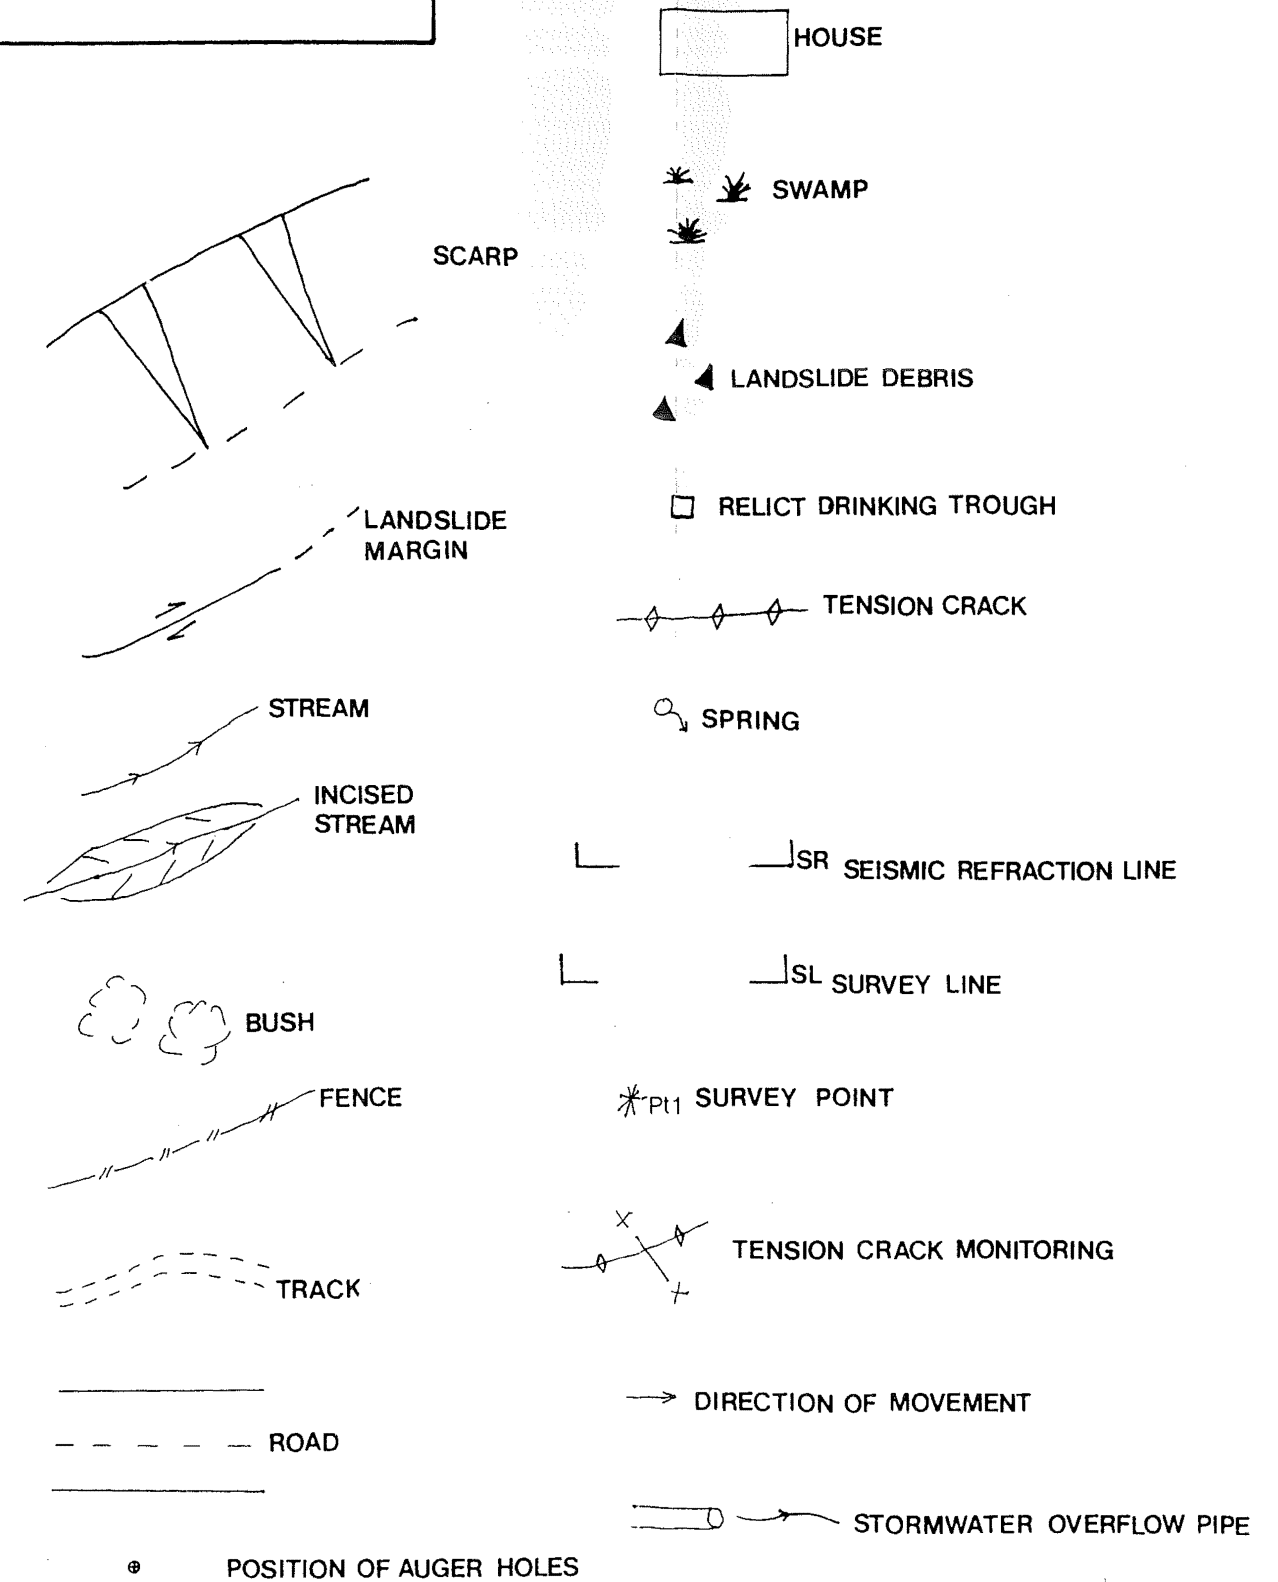 HOUSE
SWAMP
SCARP
LANDSLIDE DEBRIS
RELICT DRINKING TROUGH
LANDSLIDE
MARGIN
TENSION CRACK
STREAM
SPRING
INCISED
STREAM
SR SEISMIC REFRACTION LINE
SL SURVEY LINE
BUSH
FENCE
Pt1 SURVEY POINT
TENSION CRACK MONITORING
TRACK
DIRECTION OF MOVEMENT
ROAD
STORMWATER OVERFLOW PIPE
POSITION OF AUGER HOLES